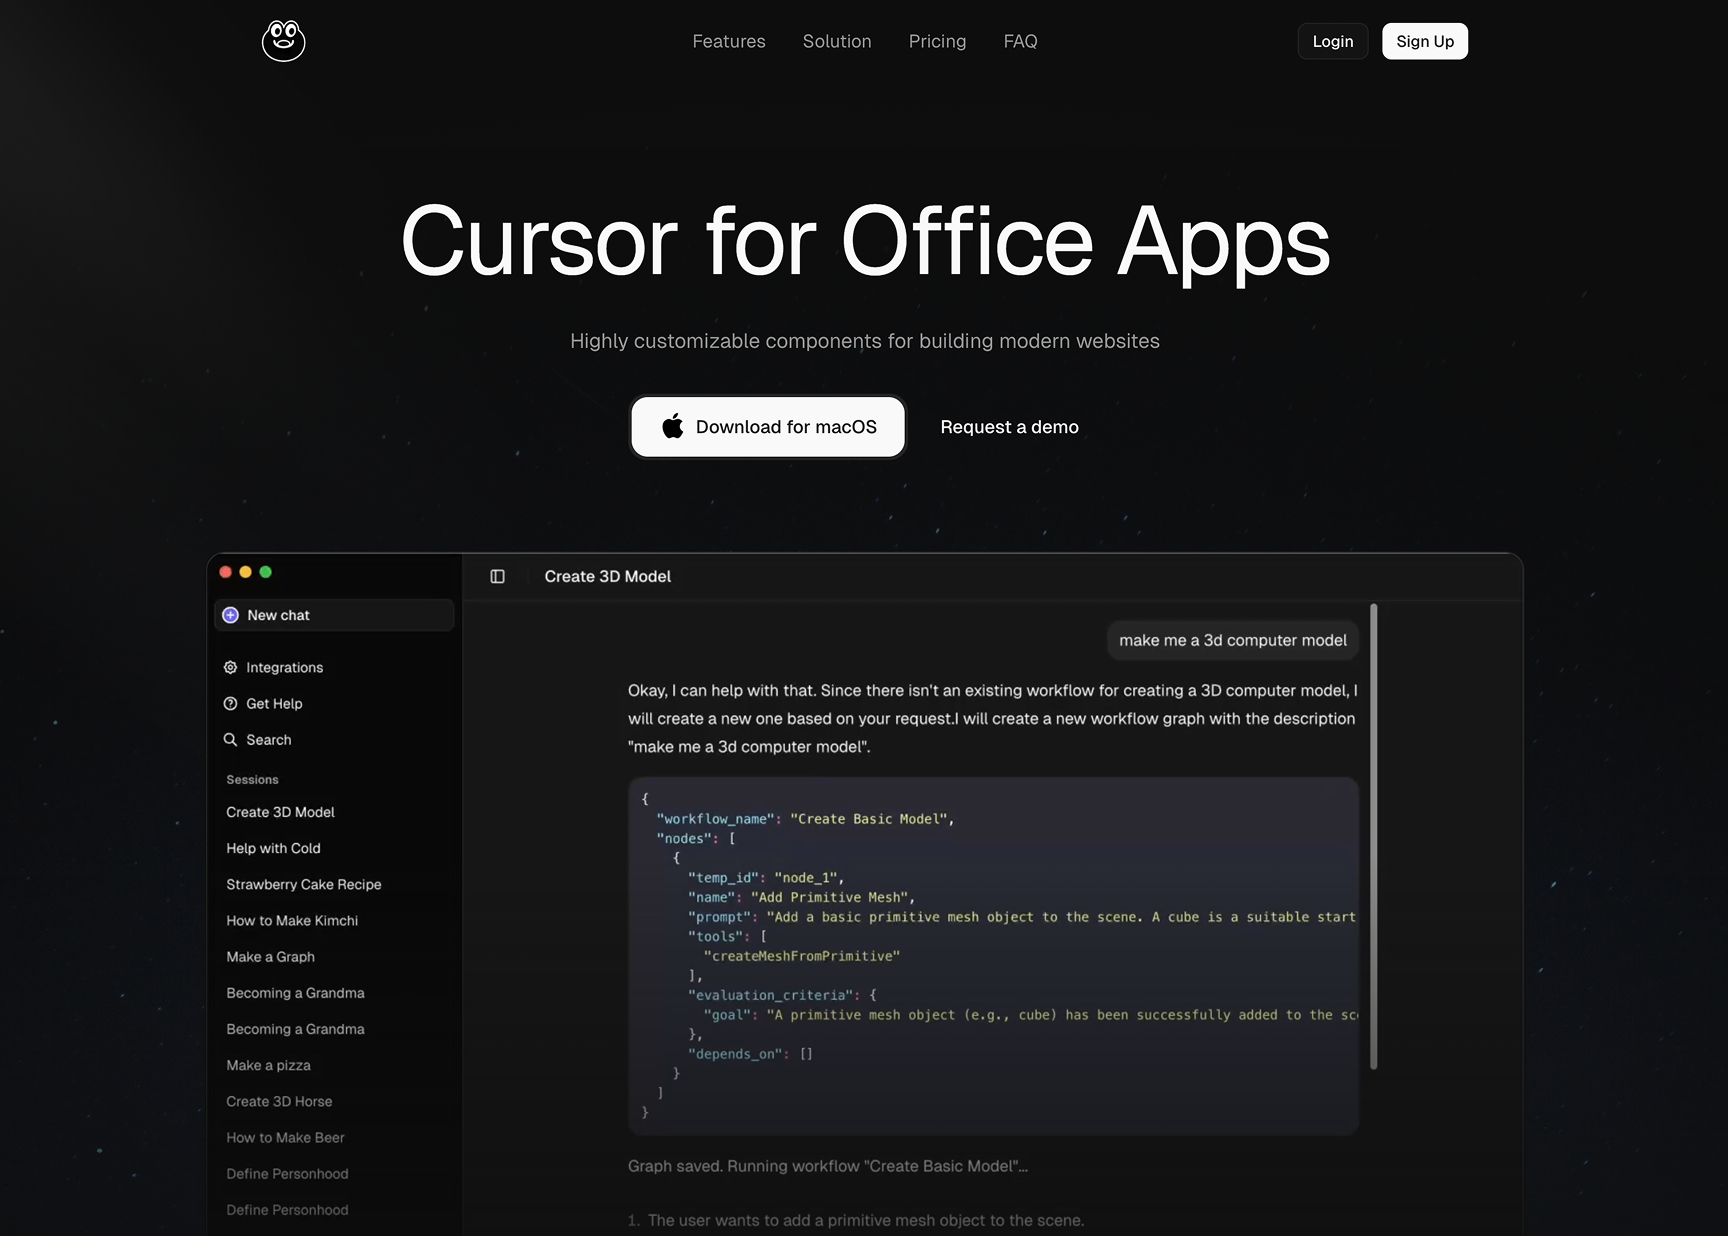 Features
Solution
Pricing
FAQ
Login
Sign Up
Cursor for Office Apps
Highly customizable components for building modern websites
Download for macOS
Request a demo
New chat
Integrations
Get Help
Search
Sessions
Create 3D Model
Help with Cold
Strawberry Cake Recipe
How to Make Kimchi
Make a Graph
Becoming a Grandma
Becoming a Grandma
Make a pizza
Create 3D Horse
How to Make Beer
Define Personhood
Define Personhood
Create 3D Model
make me a 3d computer model
Okay, I can help with that. Since there isn't an existing workflow for creating a 3D computer model, I
will create a new one based on your request.I will create a new workflow graph with the description
"make me a 3d computer model".
{
  "workflow_name": "Create Basic Model",
  "nodes": [
    {
      "temp_id": "node_1",
      "name": "Add Primitive Mesh",
      "prompt": "Add a basic primitive mesh object to the scene. A cube is a suitable start
      "tools": [
        "createMeshFromPrimitive"
      ],
      "evaluation_criteria": {
        "goal": "A primitive mesh object (e.g., cube) has been successfully added to the sc
      },
      "depends_on": []
    }
  ]
}
Graph saved. Running workflow "Create Basic Model"...
1. The user wants to add a primitive mesh object to the scene.